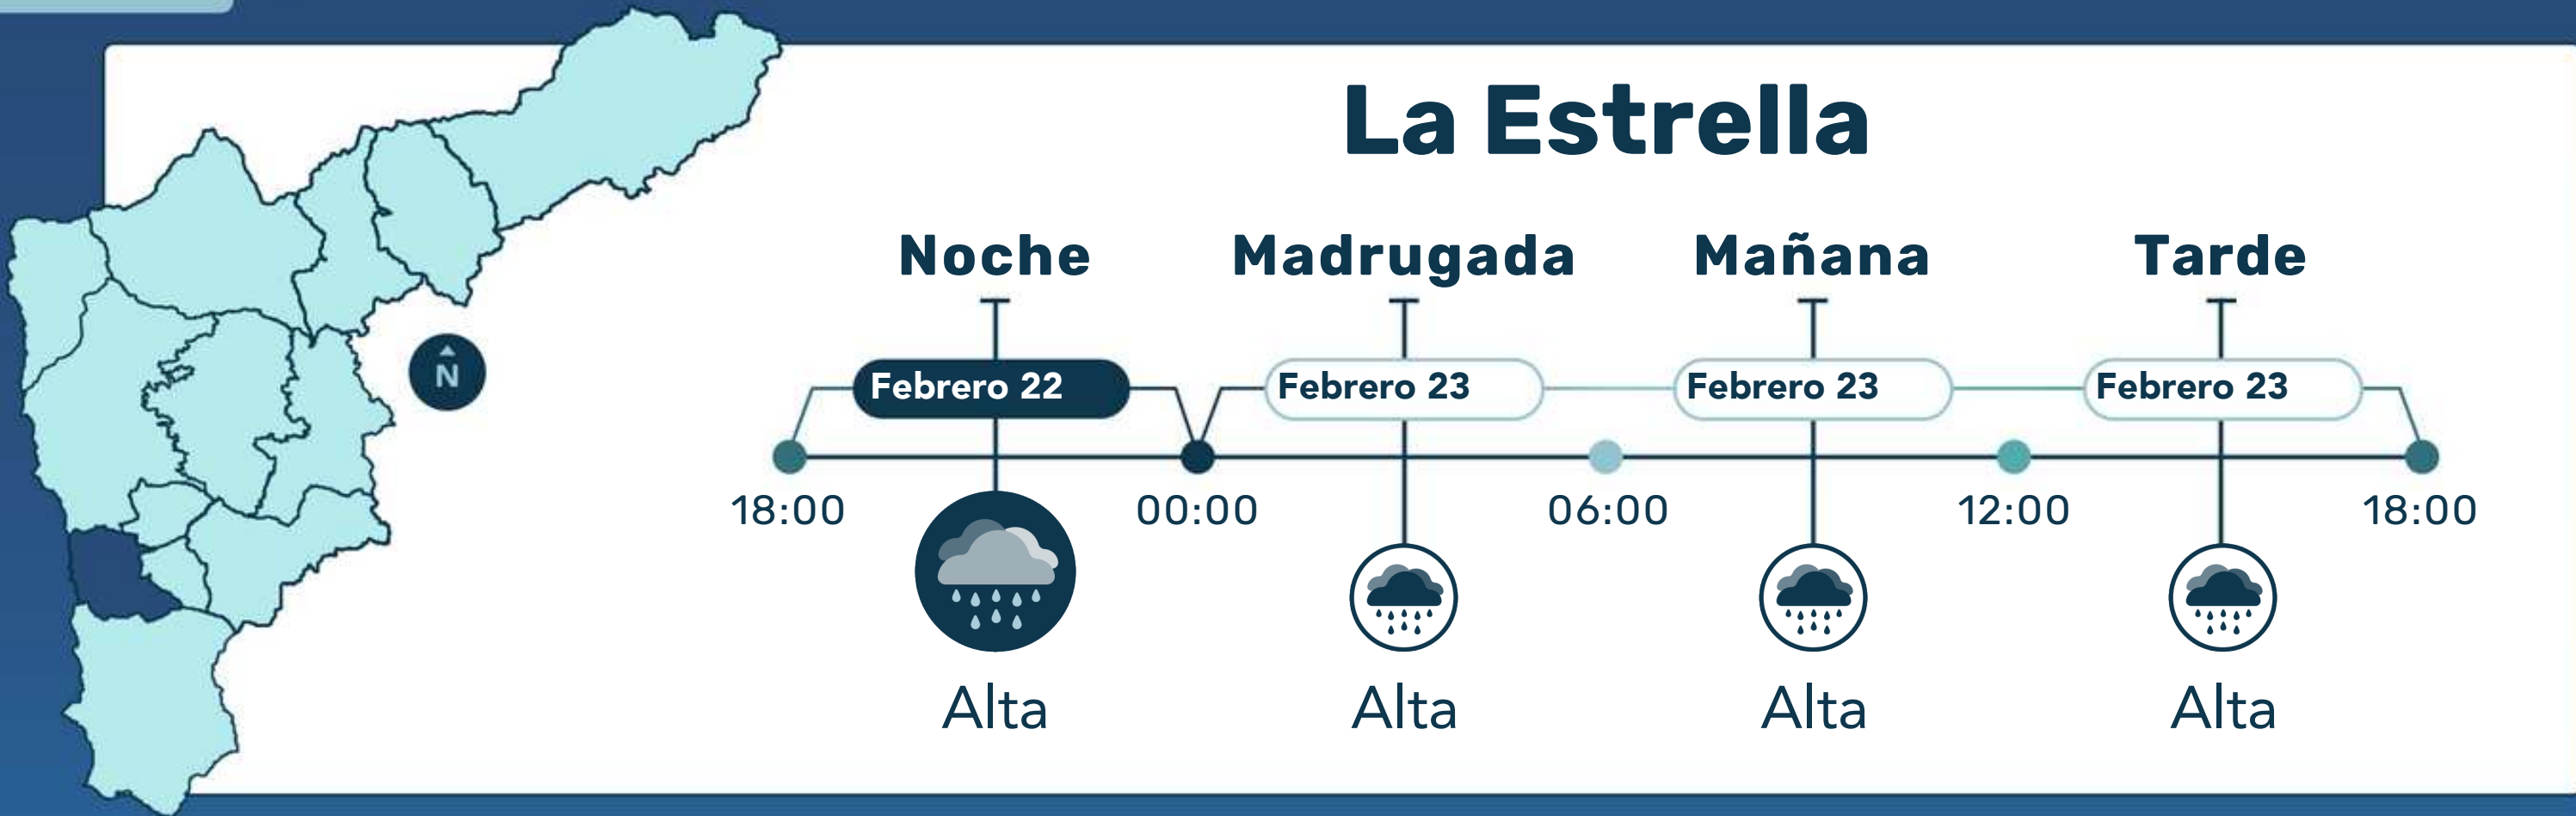 La Estrella
Noche Madrugada Mañana Tarde
N
Febrero 22 Febrero 23 Febrero 23 Febrero 23
18:00 00:00 06:00 12:00 18:00
Alta Alta Alta Alta